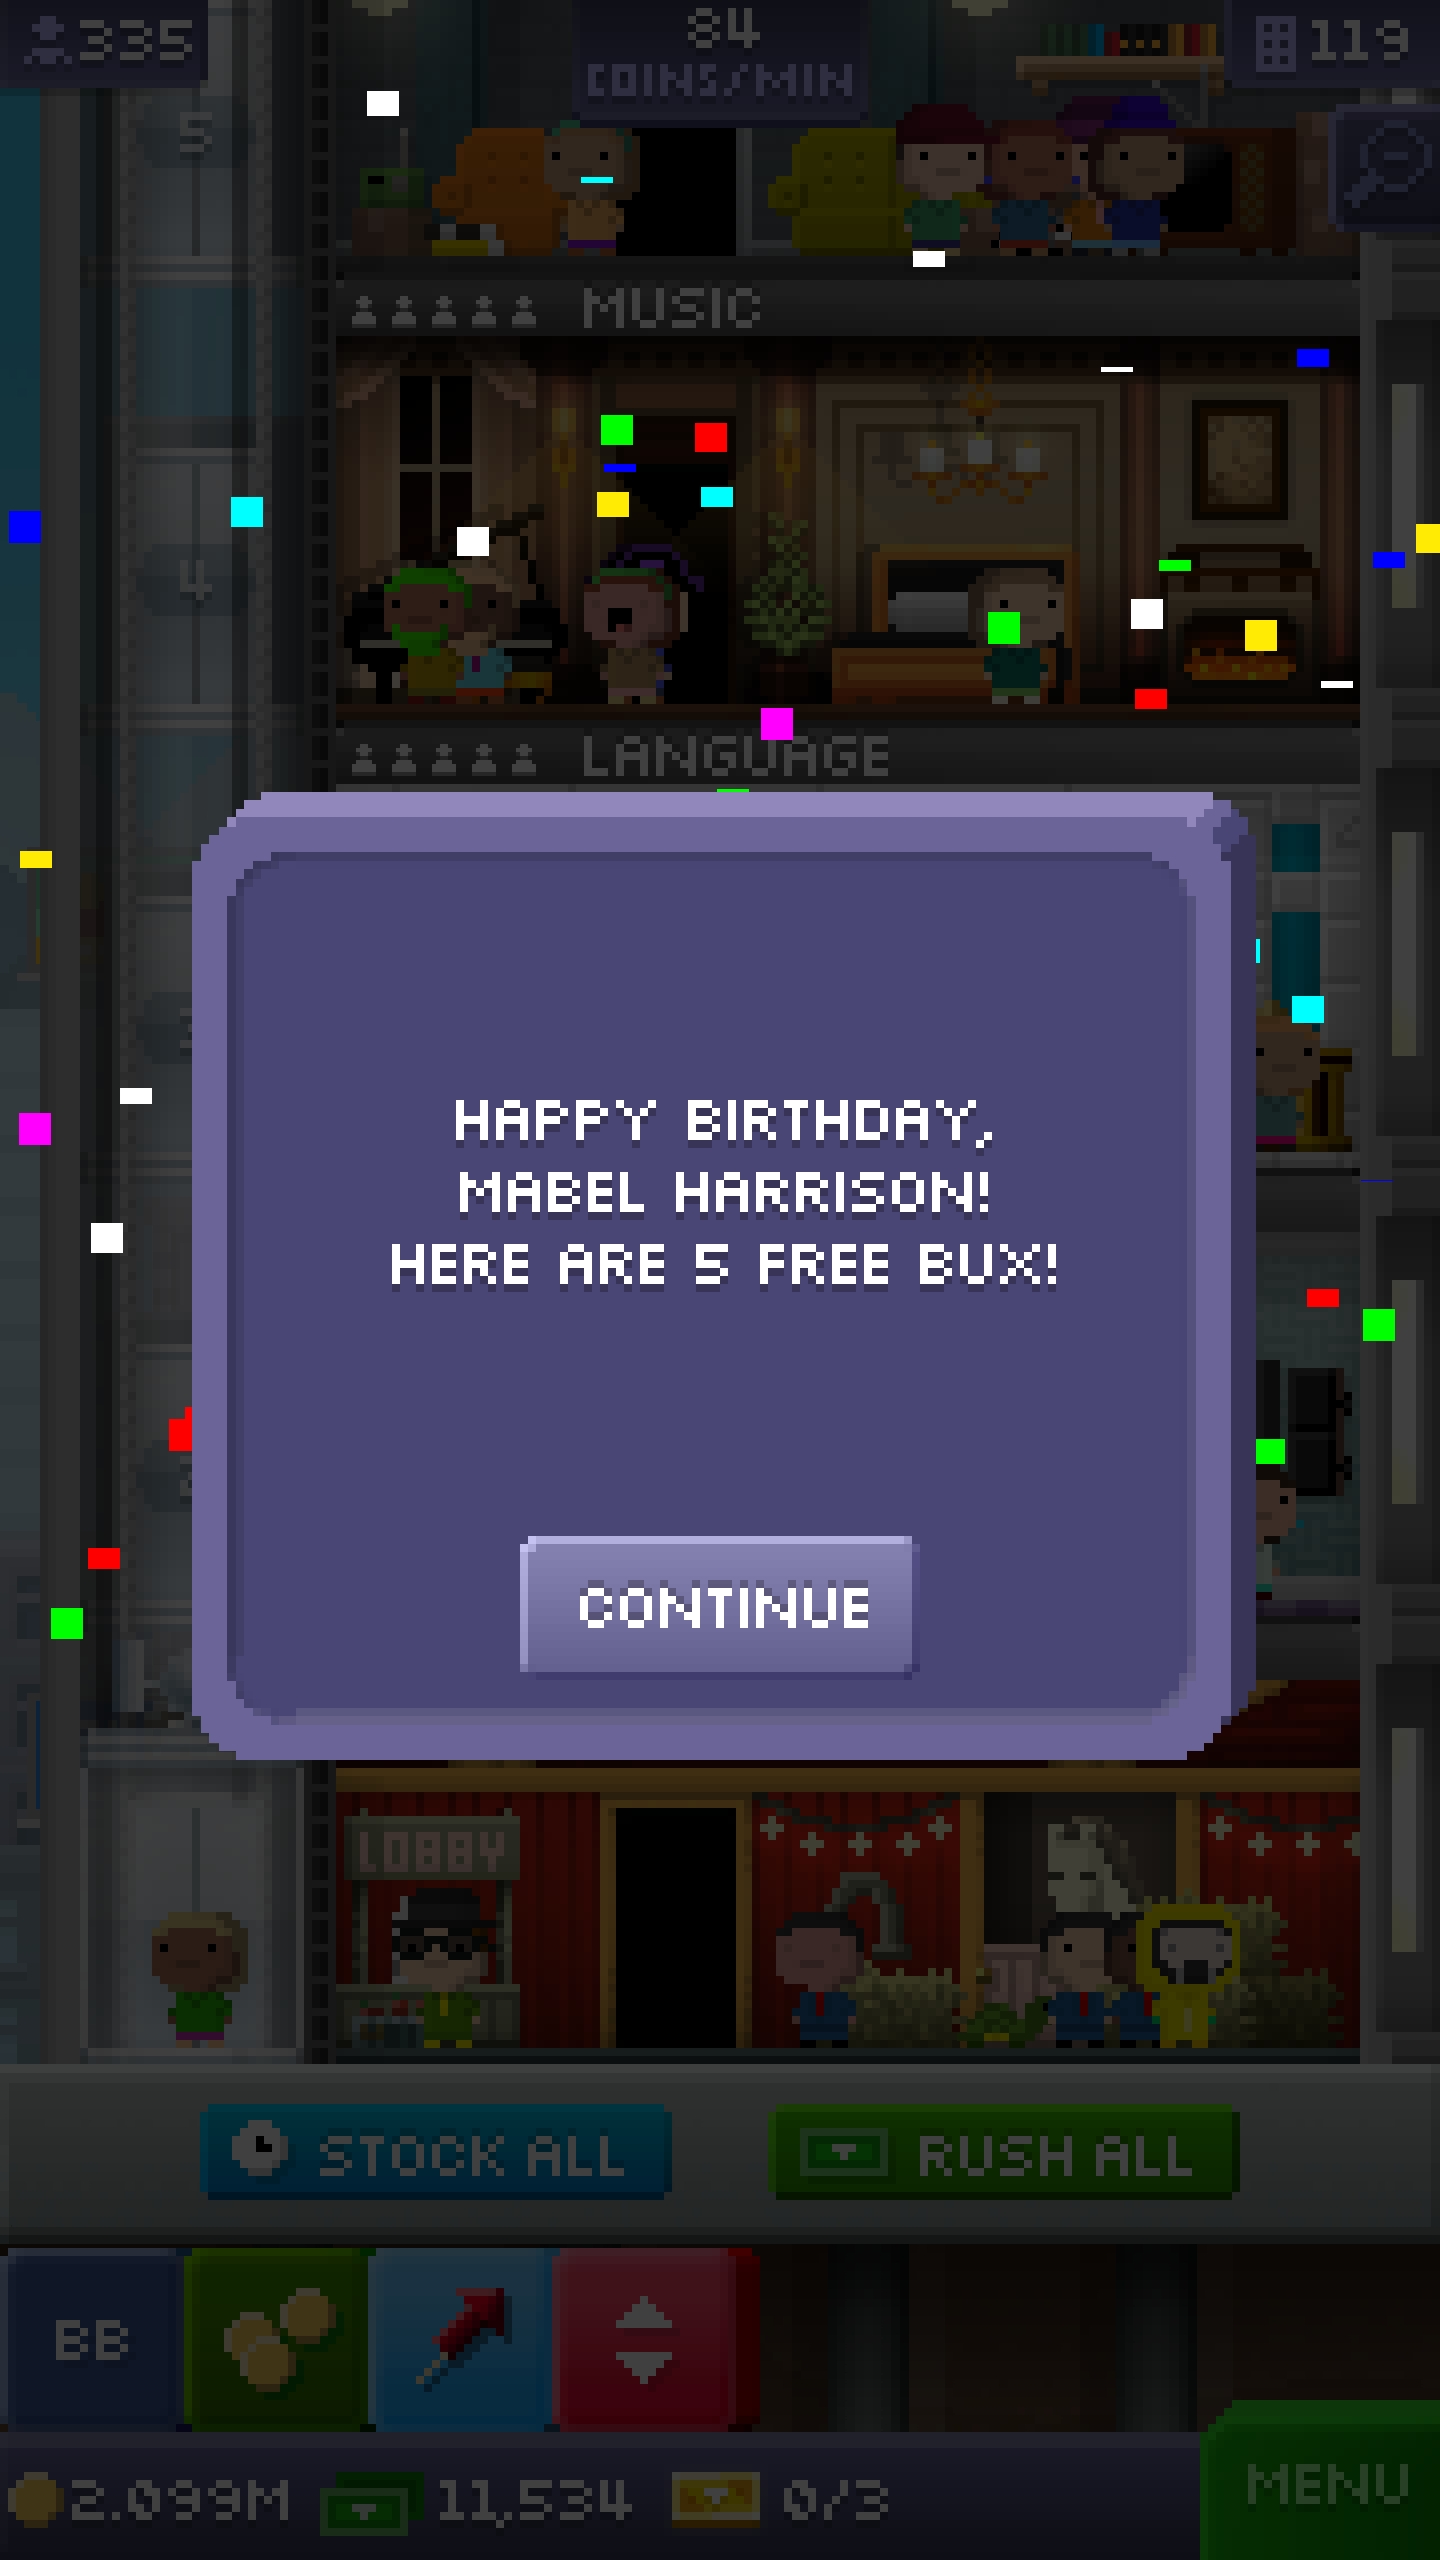 335
84
COINS/MIN
119
5
MUSIC
4
LANGUAGE
HAPPY BIRTHDAY,
MABEL HARRISON!
HERE ARE 5 FREE BUX!
CONTINUE
LOBBY
STOCK ALL
RUSH ALL
BB
2.099M
11,534
0/3
MENU